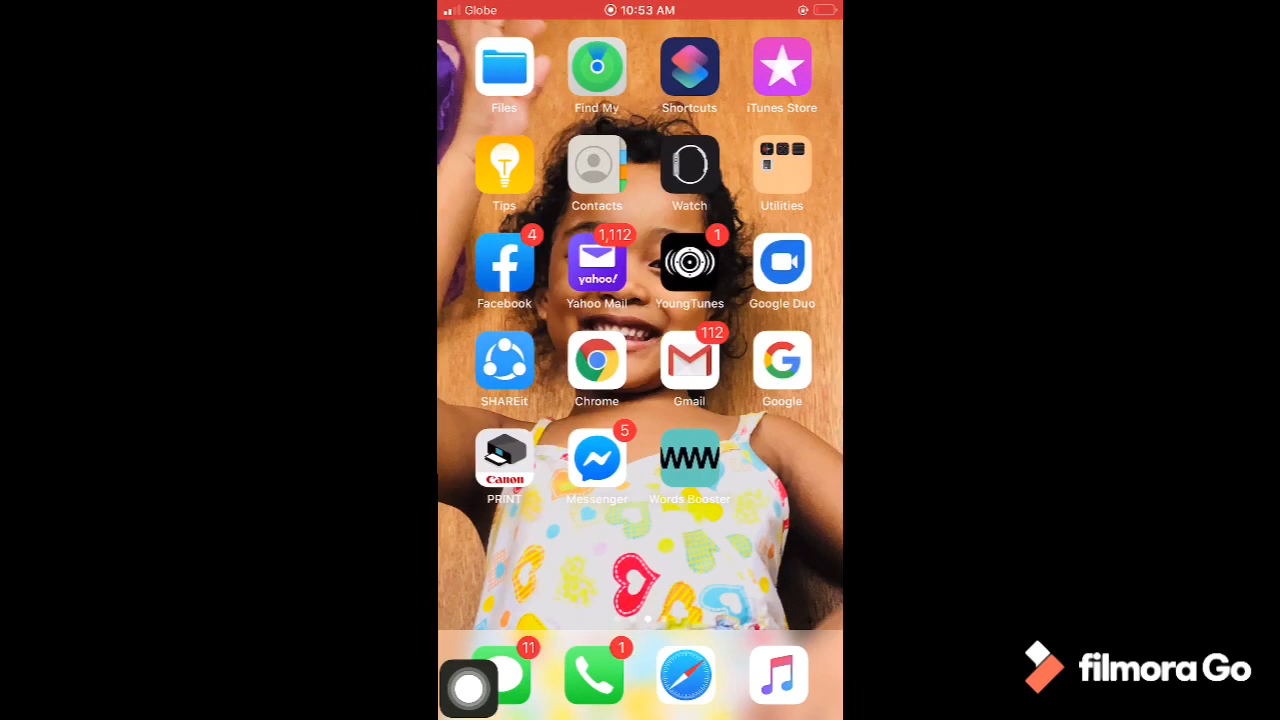 Globe 10:53 AM
Files Find My Shortcuts iTunes Store
Tips Contacts Watch Utilities
4 1,112 1
yahoo!
Facebook Yahoo Mail YoungTunes Google Duo
112
SHAREit Chrome Gmail Google
5
Canon WWW
PRINT Messenger Words Booster
11 1
filmora Go